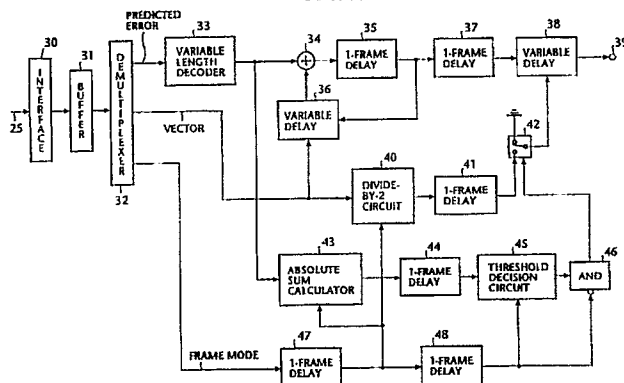 PREDICTED
ERROR
30
31
33
34
35
37
38
39
INTERFACE
BUFFER
DEMULTIPLEXER
VARIABLE
LENGTH
DECODER
1-FRAME
DELAY
1-FRAME
DELAY
VARIABLE
DELAY
25
36
VARIABLE
DELAY
VECTOR
32
40
DIVIDE-
BY-2
CIRCUIT
41
1-FRAME
DELAY
42
43
ABSOLUTE
SUM
CALCULATOR
44
1-FRAME
DELAY
45
THRESHOLD
DECISION
CIRCUIT
46
AND
FRAME MODE
47
1-FRAME
DELAY
48
1-FRAME
DELAY